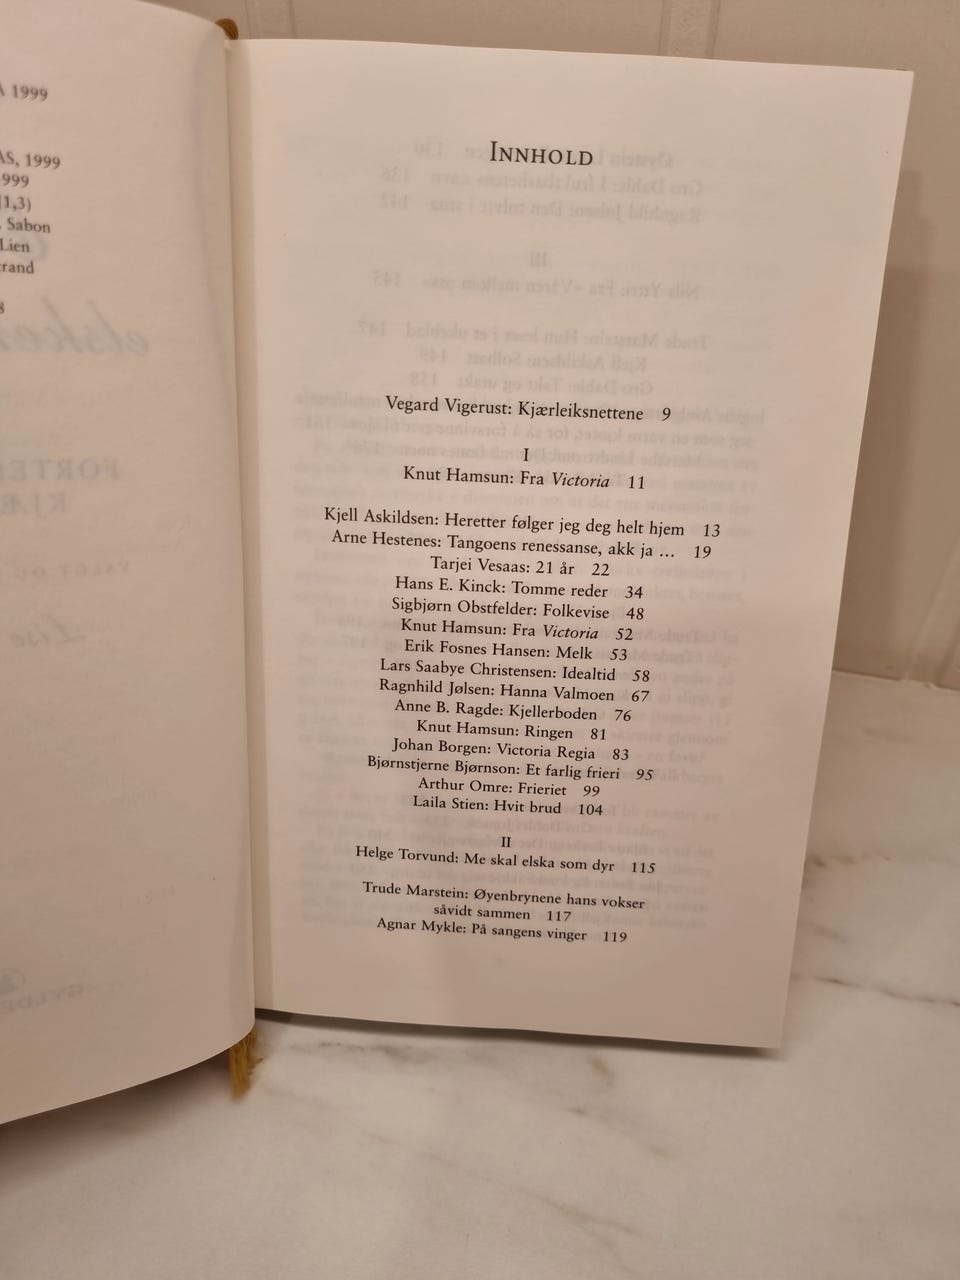 A 1999
AS, 1999
999
(1,3)
. Sabon
Lien
rand
8
INNHOLD
Vegard Vigerust: Kjærleiksnettene 9
I
Knut Hamsun: Fra Victoria 11
Kjell Askildsen: Heretter følger jeg deg helt hjem 13
Arne Hestenes: Tangoens renessanse, akk ja ... 19
Tarjei Vesaas: 21 år 22
Hans E. Kinck: Tomme reder 34
Sigbjørn Obstfelder: Folkevise 48
Knut Hamsun: Fra Victoria 52
Erik Fosnes Hansen: Melk 53
Lars Saabye Christensen: Idealtid 58
Ragnhild Jølsen: Hanna Valmoen 67
Anne B. Ragde: Kjellerboden 76
Knut Hamsun: Ringen 81
Johan Borgen: Victoria Regia 83
Bjørnstjerne Bjørnson: Et farlig frieri 95
Arthur Omre: Frieriet 99
Laila Stien: Hvit brud 104
II
Helge Torvund: Me skal elska som dyr 115
Trude Marstein: Øyenbrynene hans vokser
såvidt sammen 117
Agnar Mykle: På sangens vinger 119